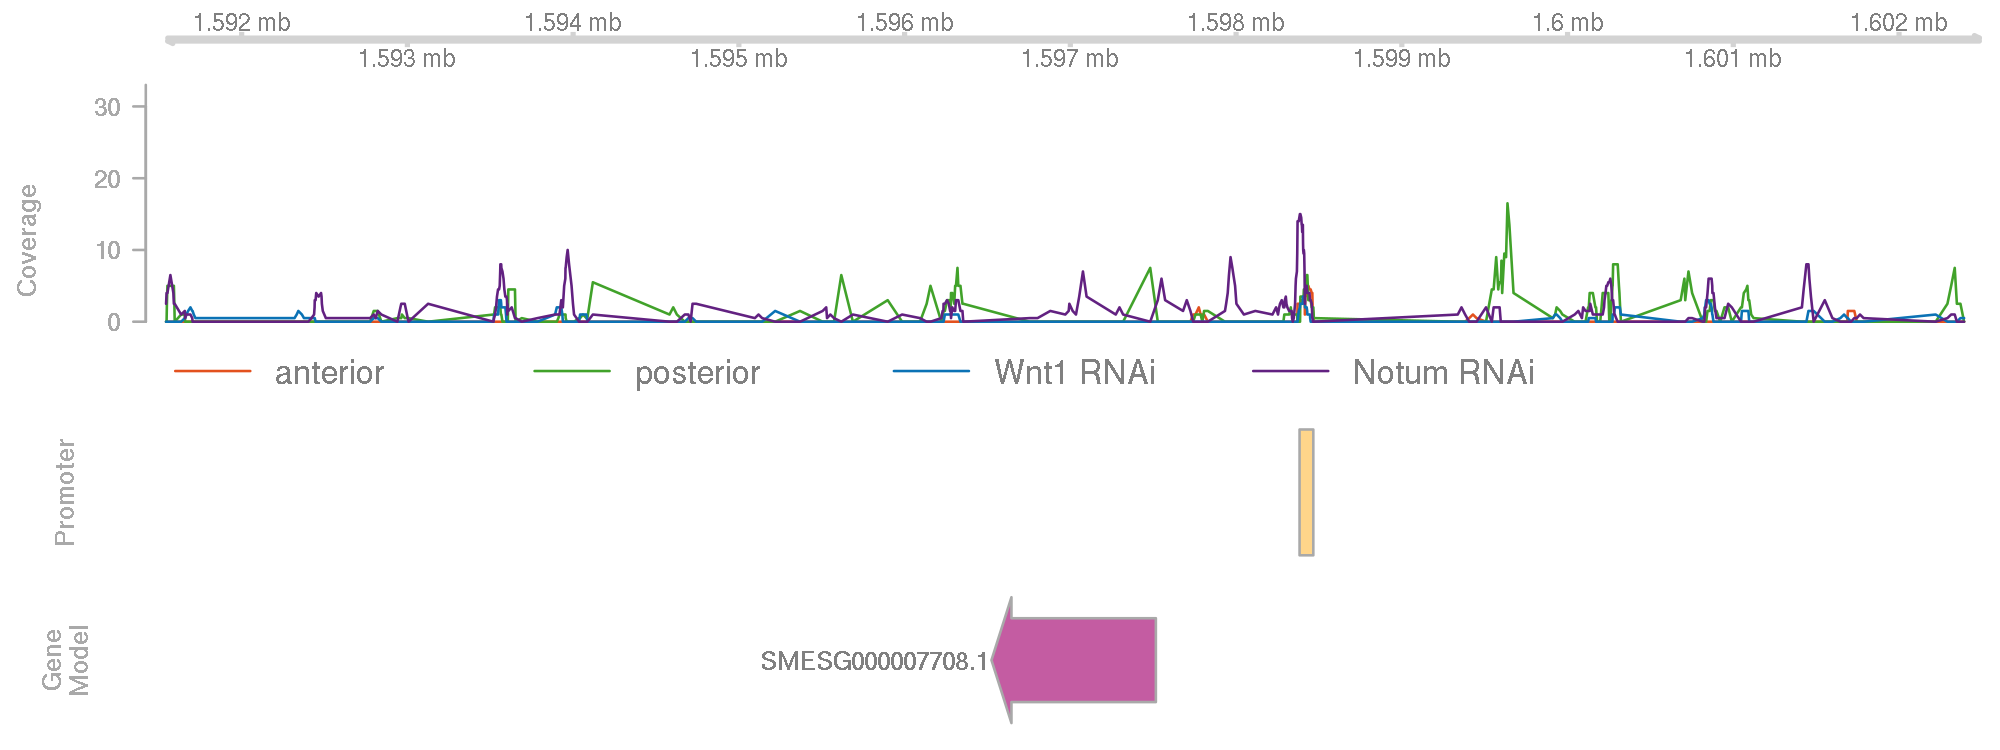 1.592 mb 1.594 mb 1.596 mb 1.598 mb 1.6 mb 1.602 mb
1.593 mb 1.595 mb 1.597 mb 1.599 mb 1.601 mb
Coverage
30
20
10
0
anterior posterior Wnt1 RNAi Notum RNAi
Promoter
Gene
Model
SMESG000007708.1